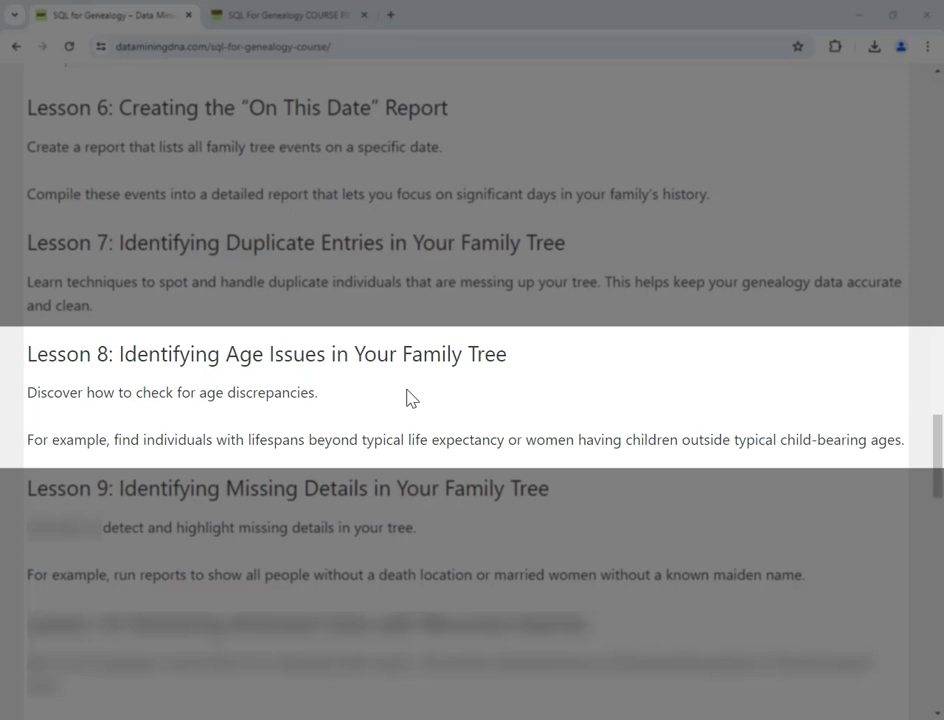 SQL for Genealogy – Data Min
SQL For Genealogy COURSE P
dataminingdna.com/sql-for-genealogy-course/
Lesson 6: Creating the “On This Date” Report
Create a report that lists all family tree events on a specific date.
Compile these events into a detailed report that lets you focus on significant days in your family’s history.
Lesson 7: Identifying Duplicate Entries in Your Family Tree
Learn techniques to spot and handle duplicate individuals that are messing up your tree. This helps keep your genealogy data accurate
and clean.
Lesson 8: Identifying Age Issues in Your Family Tree
Discover how to check for age discrepancies.
For example, find individuals with lifespans beyond typical life expectancy or women having children outside typical child-bearing ages.
Lesson 9: Identifying Missing Details in Your Family Tree
detect and highlight missing details in your tree.
For example, run reports to show all people without a death location or married women without a known maiden name.